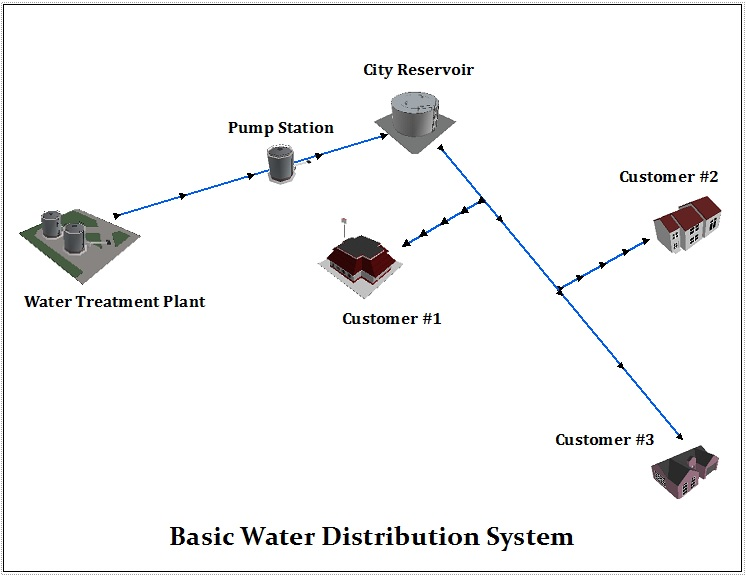 City Reservoir
Pump Station
Customer #2
Water Treatment Plant
Customer #1
Customer #3
Basic Water Distribution System